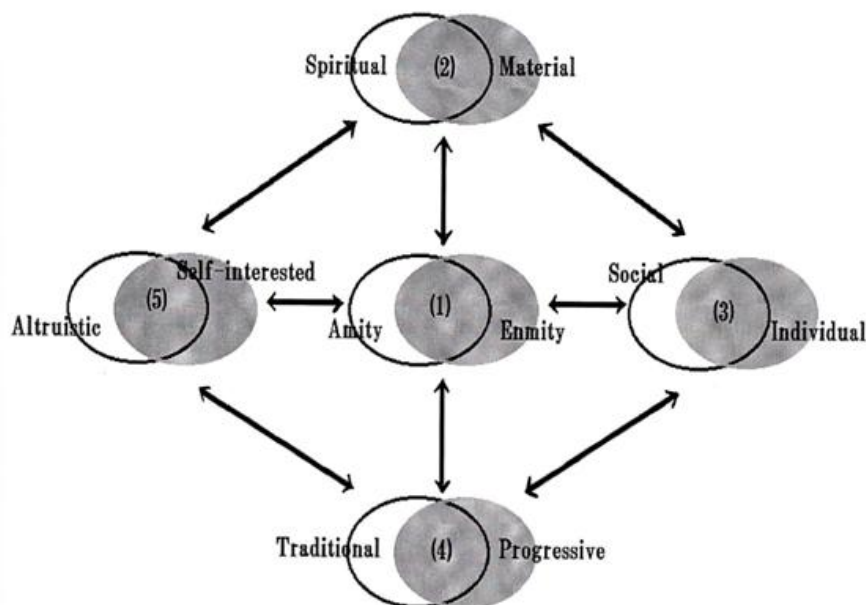 (2)
Spiritual Material
Self-interested
Social
(5) (1) (3)
Altruistic Amity Enmity Individual
Traditional (4) Progressive